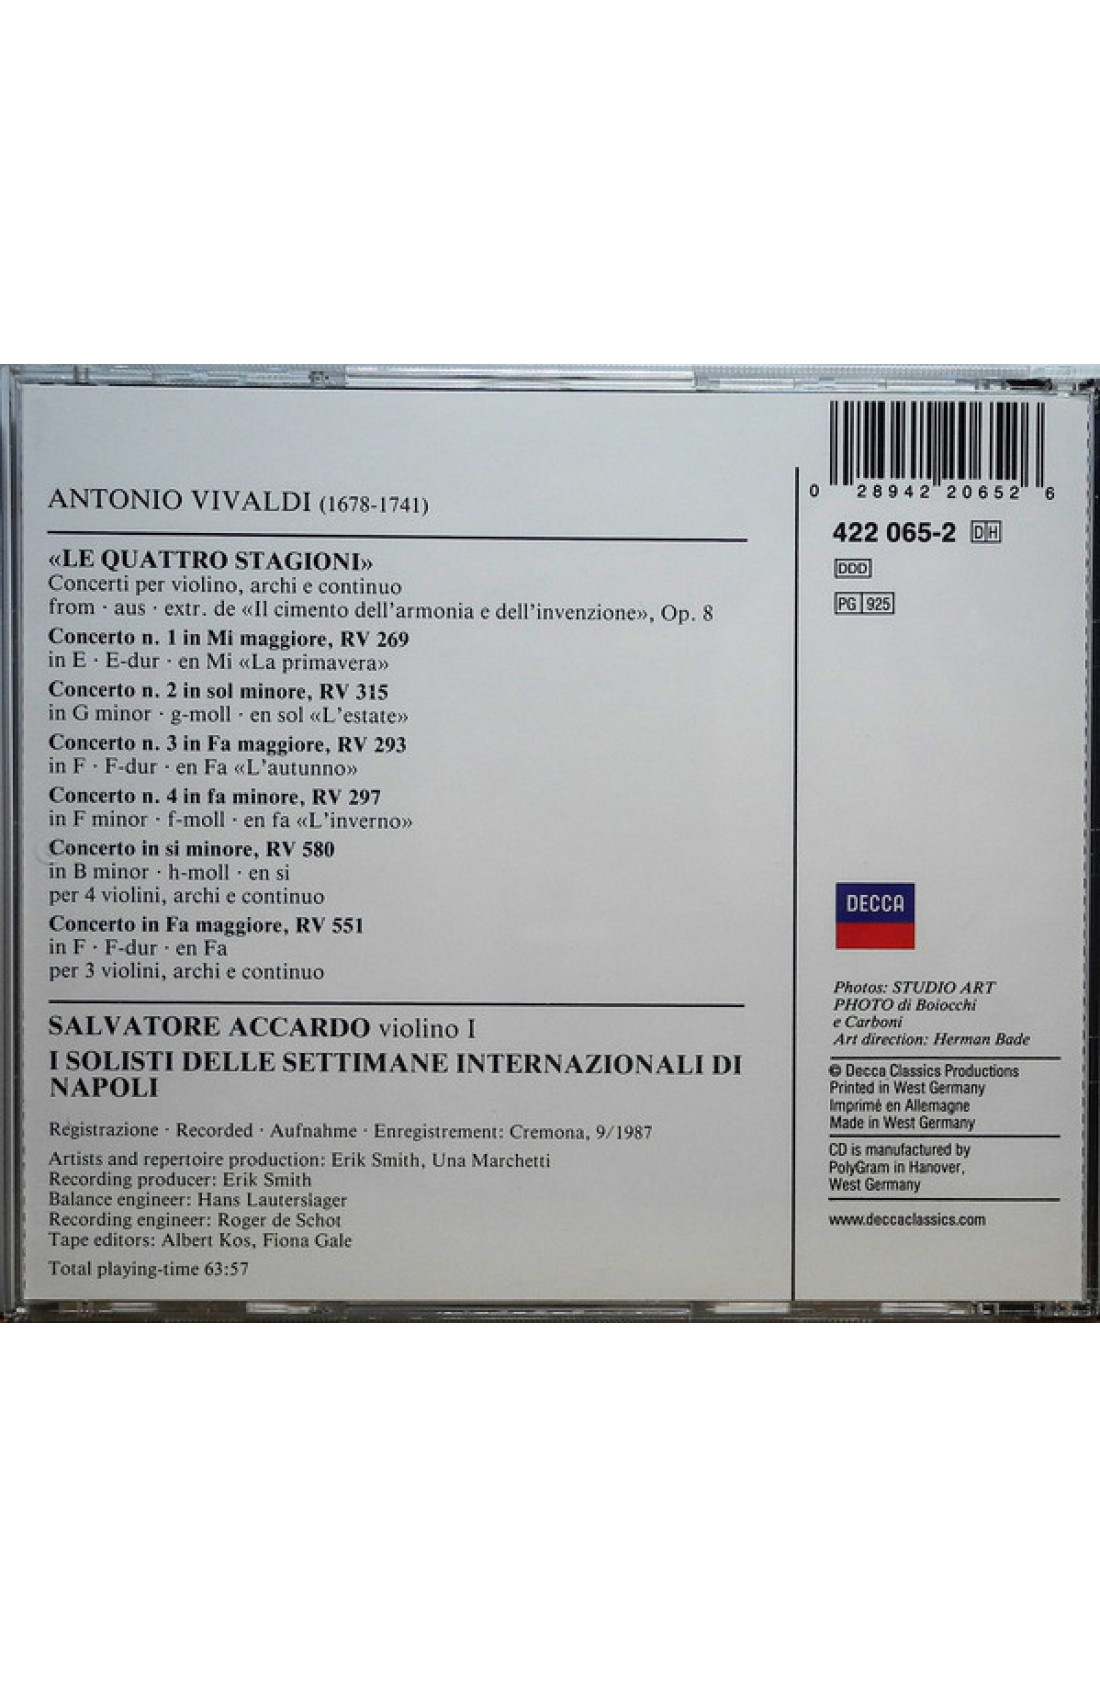 ANTONIO VIVALDI (1678-1741)
«LE QUATTRO STAGIONI»
Concerti per violino, archi e continuo
from · aus · extr. de «Il cimento dell'armonia e dell'invenzione», Op. 8
Concerto n. 1 in Mi maggiore, RV 269
in E · E-dur · en Mi «La primavera»
Concerto n. 2 in sol minore, RV 315
in G minor · g-moll · en sol «L'estate»
Concerto n. 3 in Fa maggiore, RV 293
in F · F-dur · en Fa «L'autunno»
Concerto n. 4 in fa minore, RV 297
in F minor · f-moll · en fa «L'inverno»
Concerto in si minore, RV 580
in B minor · h-moll · en si
per 4 violini, archi e continuo
Concerto in Fa maggiore, RV 551
in F · F-dur · en Fa
per 3 violini, archi e continuo
SALVATORE ACCARDO violino I
I SOLISTI DELLE SETTIMANE INTERNAZIONALI DI
NAPOLI
Registrazione · Recorded · Aufnahme · Enregistrement: Cremona, 9/1987
Artists and repertoire production: Erik Smith, Una Marchetti
Recording producer: Erik Smith
Balance engineer: Hans Lauterslager
Recording engineer: Roger de Schot
Tape editors: Albert Kos, Fiona Gale
Total playing-time 63:57
0 28942 20652 6
422 065-2 DH
DDD
PG 925
DECCA
Photos: STUDIO ART
PHOTO di Boiocchi
e Carboni
Art direction: Herman Bade
© Decca Classics Productions
Printed in West Germany
Imprimé en Allemagne
Made in West Germany
CD is manufactured by
PolyGram in Hanover,
West Germany
www.deccaclassics.com